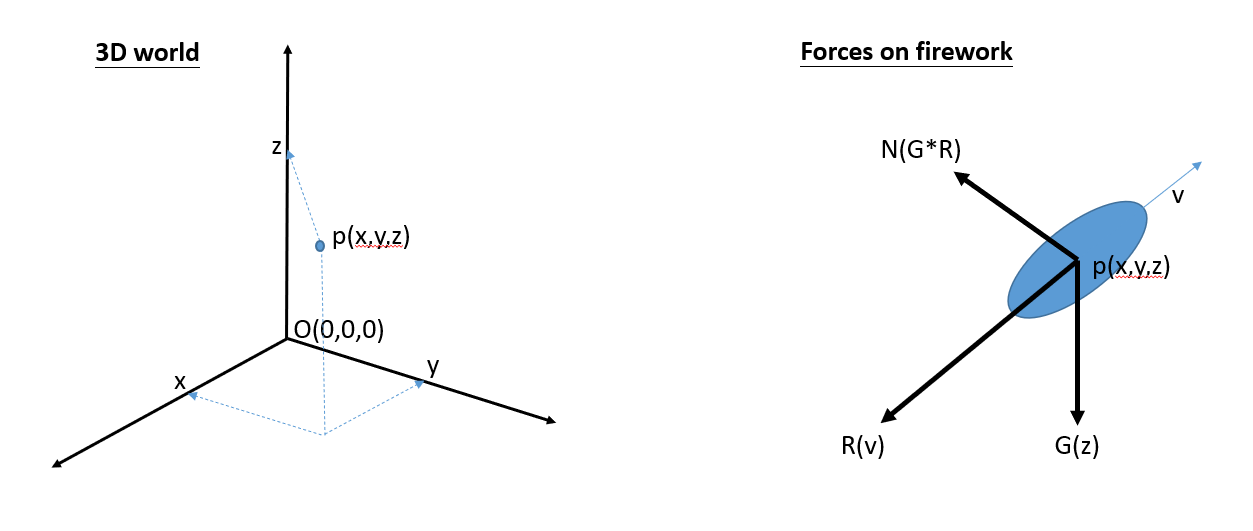 3D world
z
p(x,y,z)
O(0,0,0)
x
y
Forces on firework
N(G*R)
v
p(x,y,z)
R(v)
G(z)